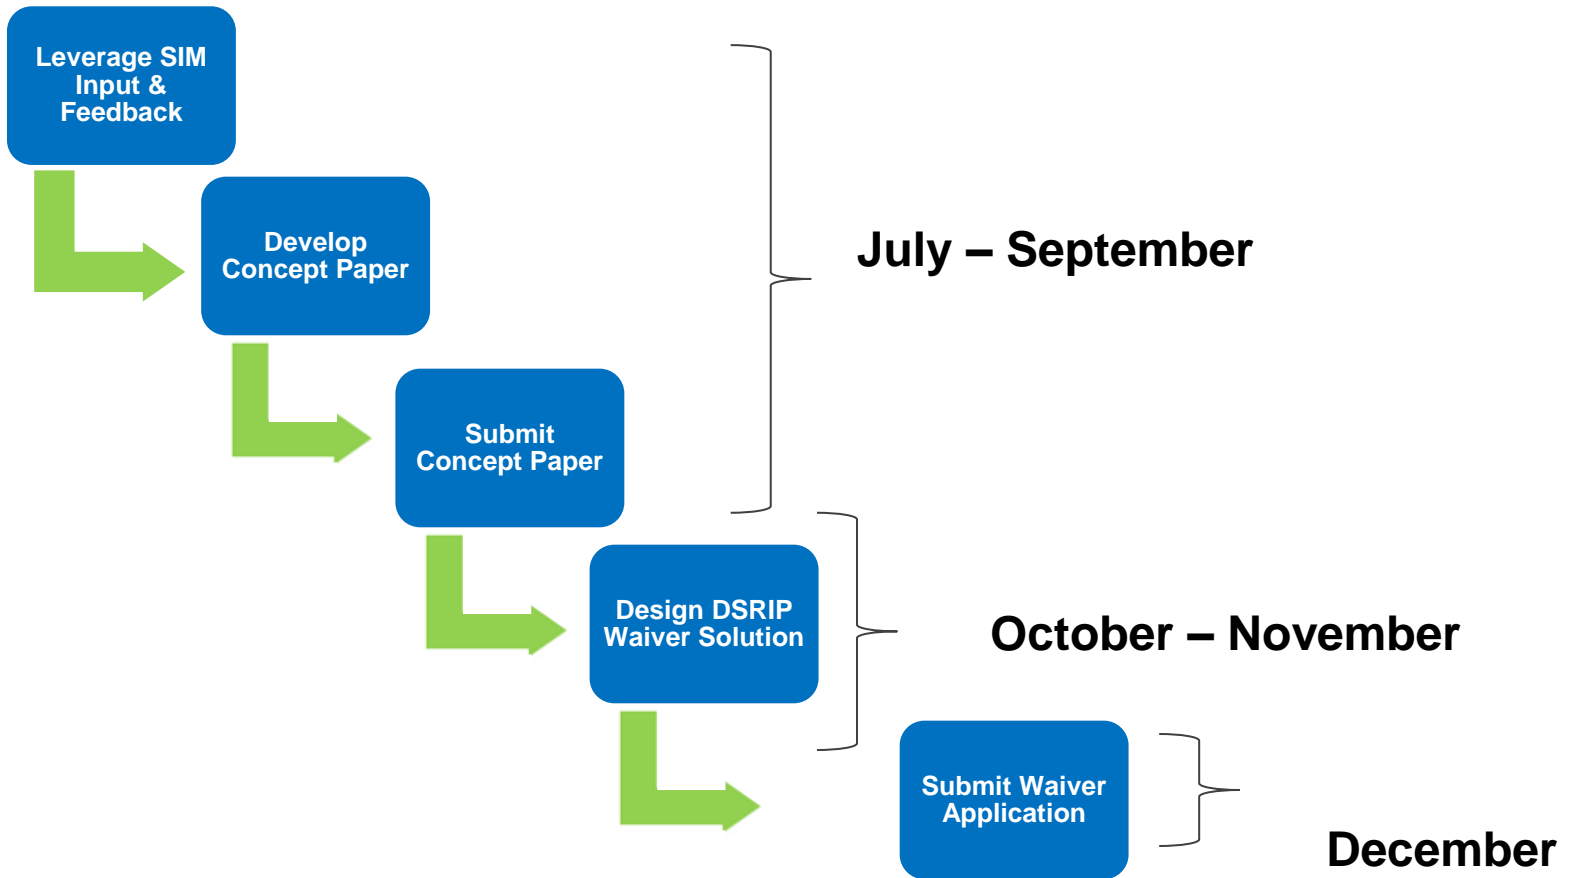 Leverage SIM
Input &
Feedback
Develop
Concept Paper
July – September
Submit
Concept Paper
Design DSRIP
Waiver Solution
October – November
Submit Waiver
Application
December